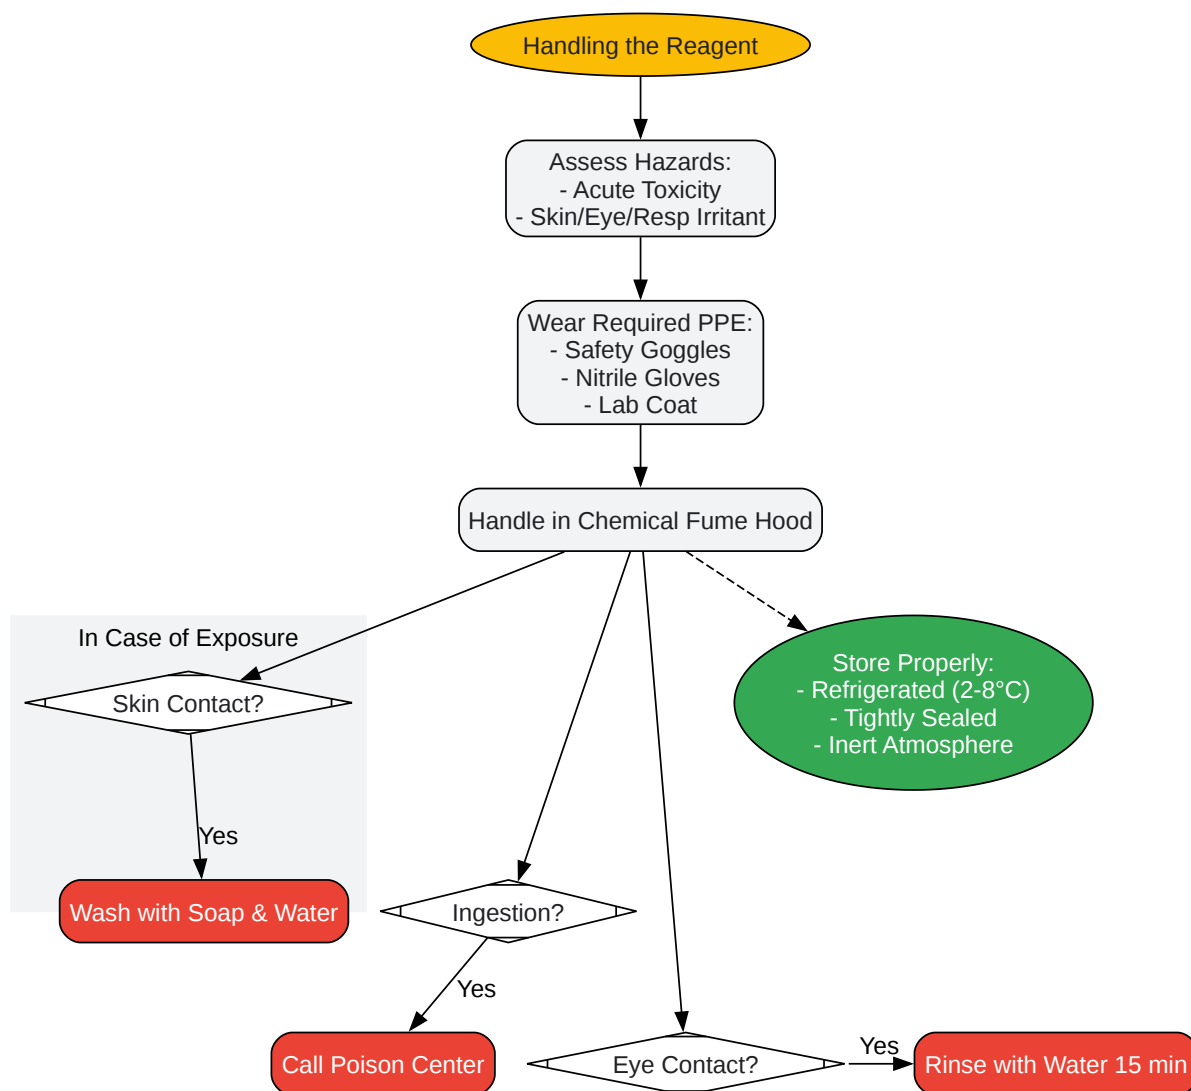 Handling the Reagent
Assess Hazards:
- Acute Toxicity
- Skin/Eye/Resp Irritant
Wear Required PPE:
- Safety Goggles
- Nitrile Gloves
- Lab Coat
Handle in Chemical Fume Hood
In Case of Exposure
Skin Contact?
Store Properly:
- Refrigerated (2-8°C)
- Tightly Sealed
- Inert Atmosphere
Yes
Wash with Soap & Water
Ingestion?
Yes
Call Poison Center
Eye Contact?
Yes
Rinse with Water 15 min